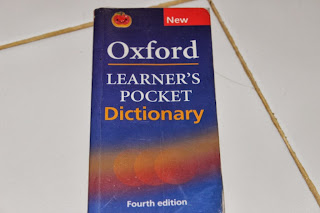 New
Oxford
LEARNER'S
POCKET
Dictionary
Fourth edition